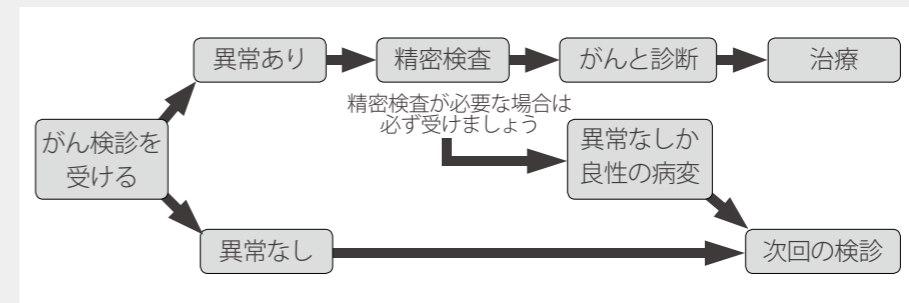 異常あり
精密検査
がんと診断
治療
精密検査が必要な場合は
必ず受けましょう
がん検診を
受ける
異常なしか
良性の病変
異常なし
次回の検診